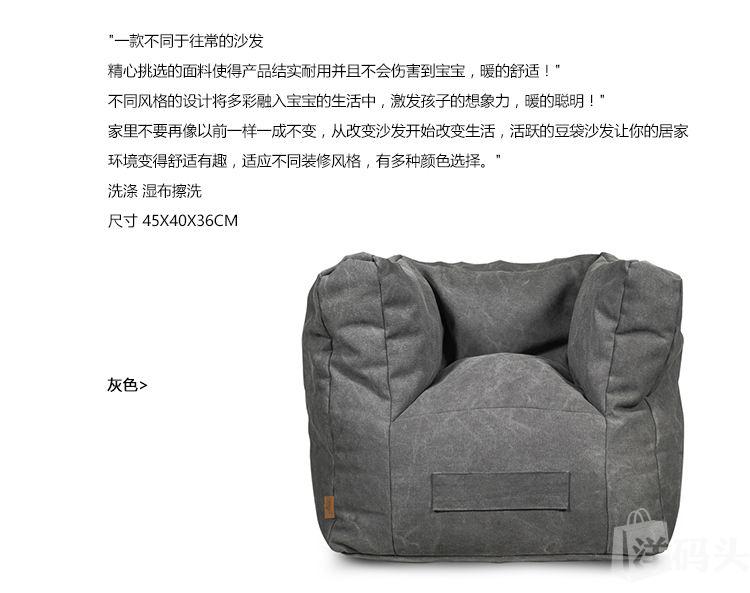 "一款不同于往常的沙发
精心挑选的面料使得产品结实耐用并且不会伤害到宝宝，暖的舒适！"
不同风格的设计将多彩融入宝宝的生活中，激发孩子的想象力，暖的聪明！"
家里不要再像以前一样一成不变，从改变沙发开始改变生活，活跃的豆袋沙发让你的居家
环境变得舒适有趣，适应不同装修风格，有多种颜色选择。"
洗涤 湿布擦洗
尺寸 45X40X36CM
灰色>
洋码头